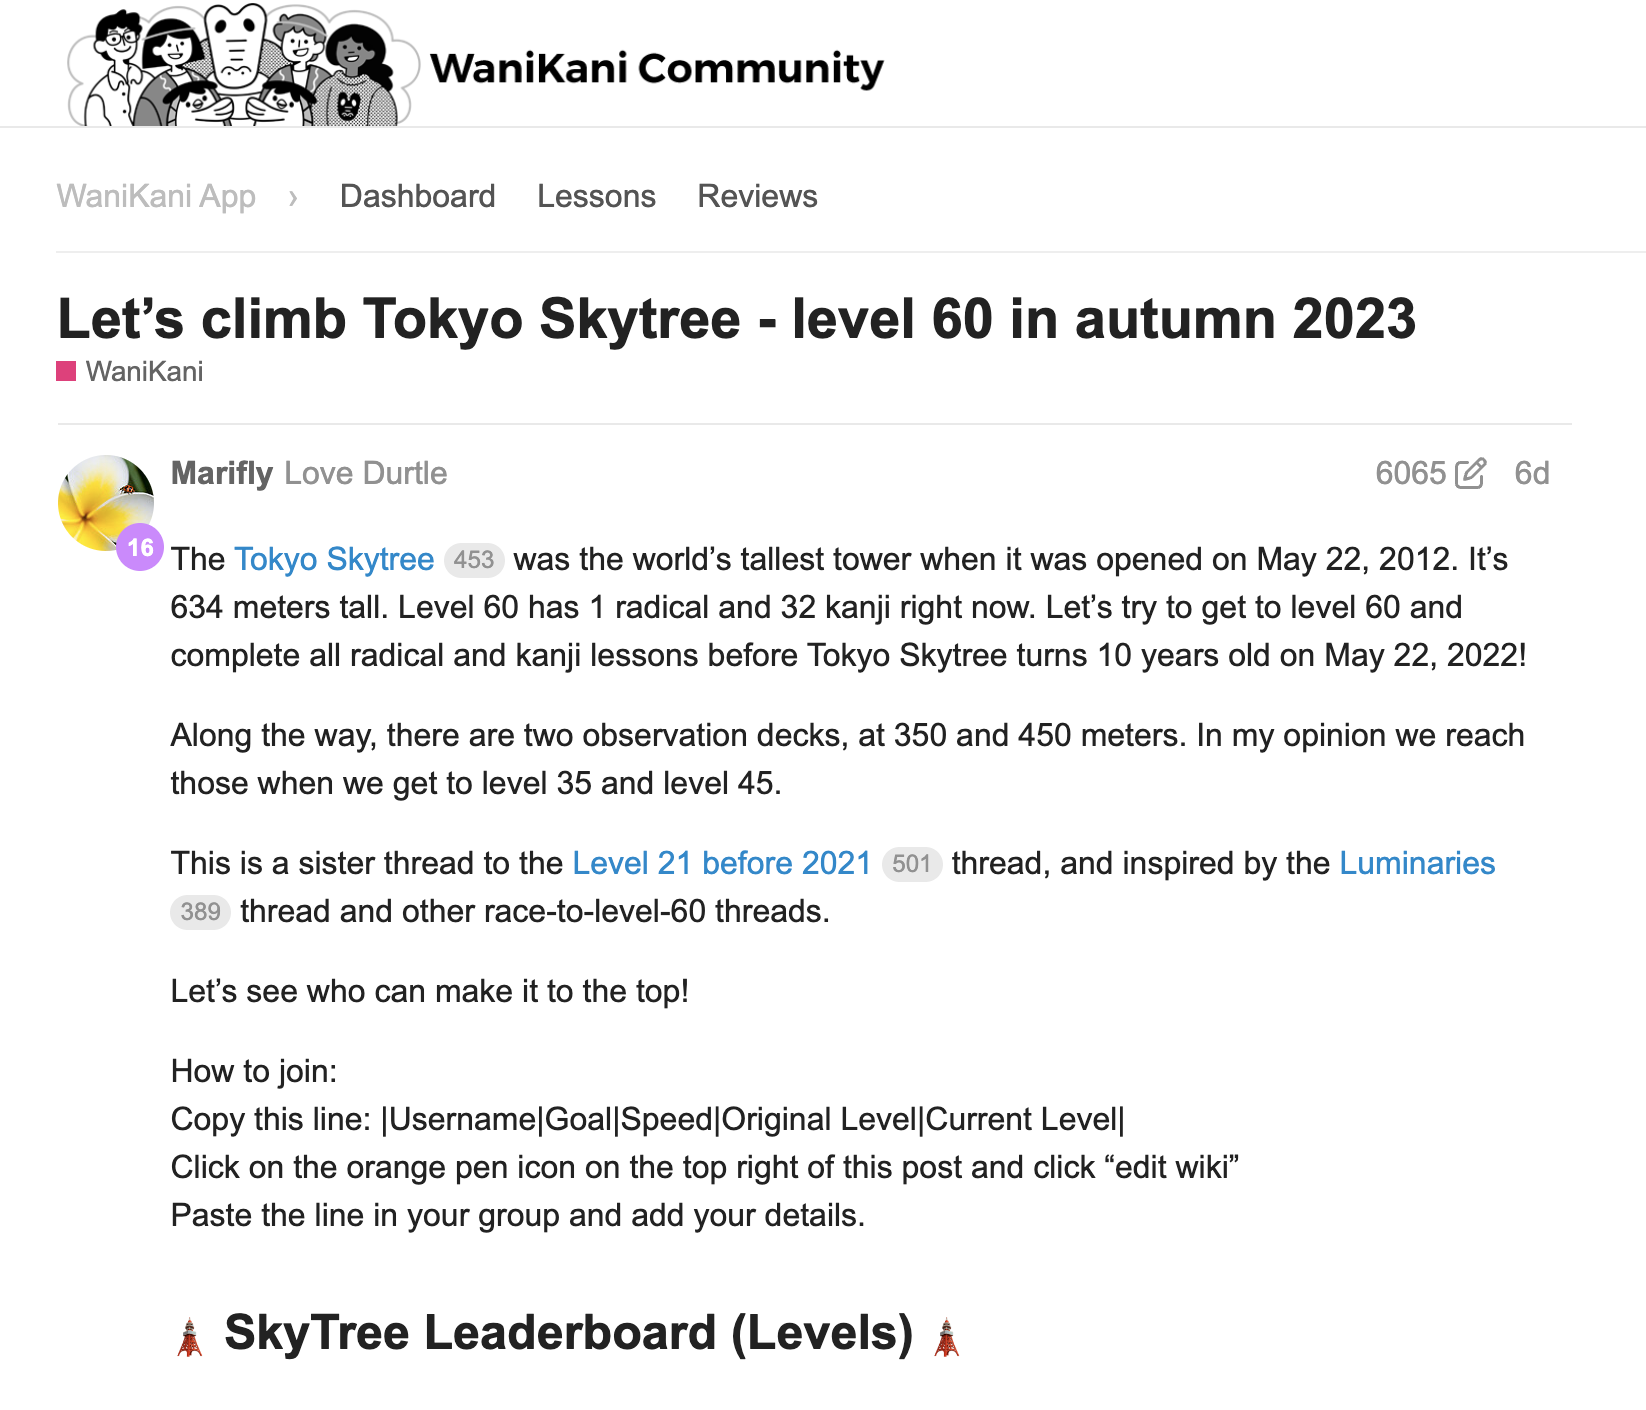 WaniKani Community
WaniKani App › Dashboard Lessons Reviews
Let’s climb Tokyo Skytree - level 60 in autumn 2023
WaniKani
Marifly Love Durtle 6065 6d
16
The Tokyo Skytree 453 was the world’s tallest tower when it was opened on May 22, 2012. It’s
634 meters tall. Level 60 has 1 radical and 32 kanji right now. Let’s try to get to level 60 and
complete all radical and kanji lessons before Tokyo Skytree turns 10 years old on May 22, 2022!
Along the way, there are two observation decks, at 350 and 450 meters. In my opinion we reach
those when we get to level 35 and level 45.
This is a sister thread to the Level 21 before 2021 501 thread, and inspired by the Luminaries
389 thread and other race-to-level-60 threads.
Let’s see who can make it to the top!
How to join:
Copy this line: |Username|Goal|Speed|Original Level|Current Level|
Click on the orange pen icon on the top right of this post and click “edit wiki”
Paste the line in your group and add your details.
SkyTree Leaderboard (Levels)